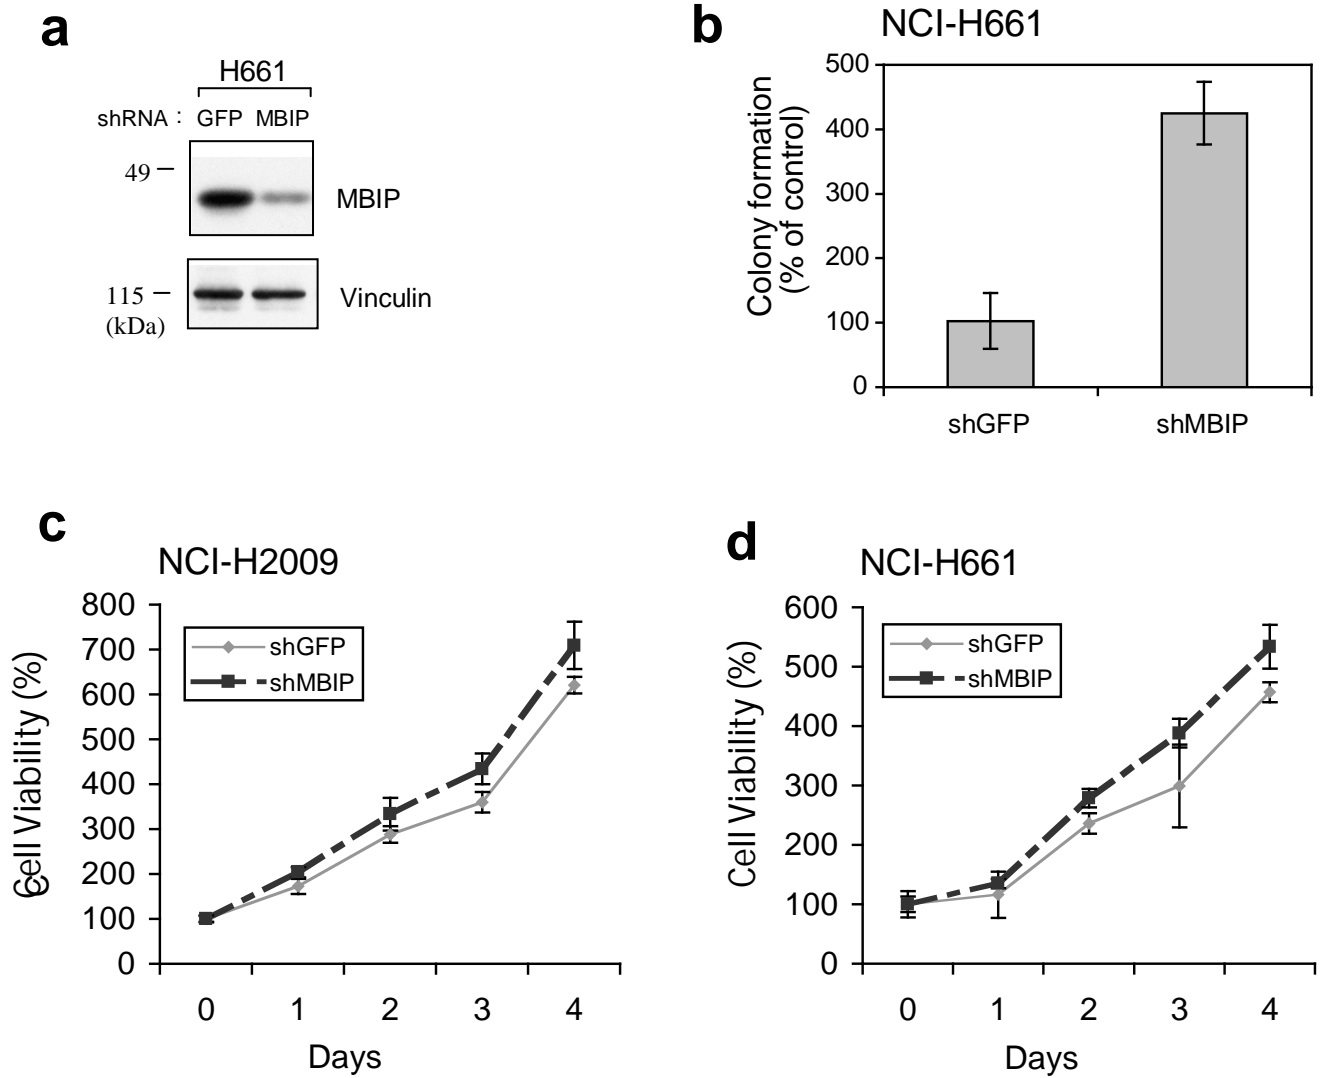 a
H661
shRNA : GFP MBIP
49
MBIP
115
(kDa)
Vinculin
b
NCI-H661
Colony formation
(% of control)
500
400
300
200
100
0
shGFP shMBIP
c
NCI-H2009
Cell Viability (%)
C
800
700
600
500
400
300
200
100
0
shGFP
shMBIP
0 1 2 3 4
Days
d
NCI-H661
Cell Viability (%)
600
500
400
300
200
100
0
shGFP
shMBIP
0 1 2 3 4
Days